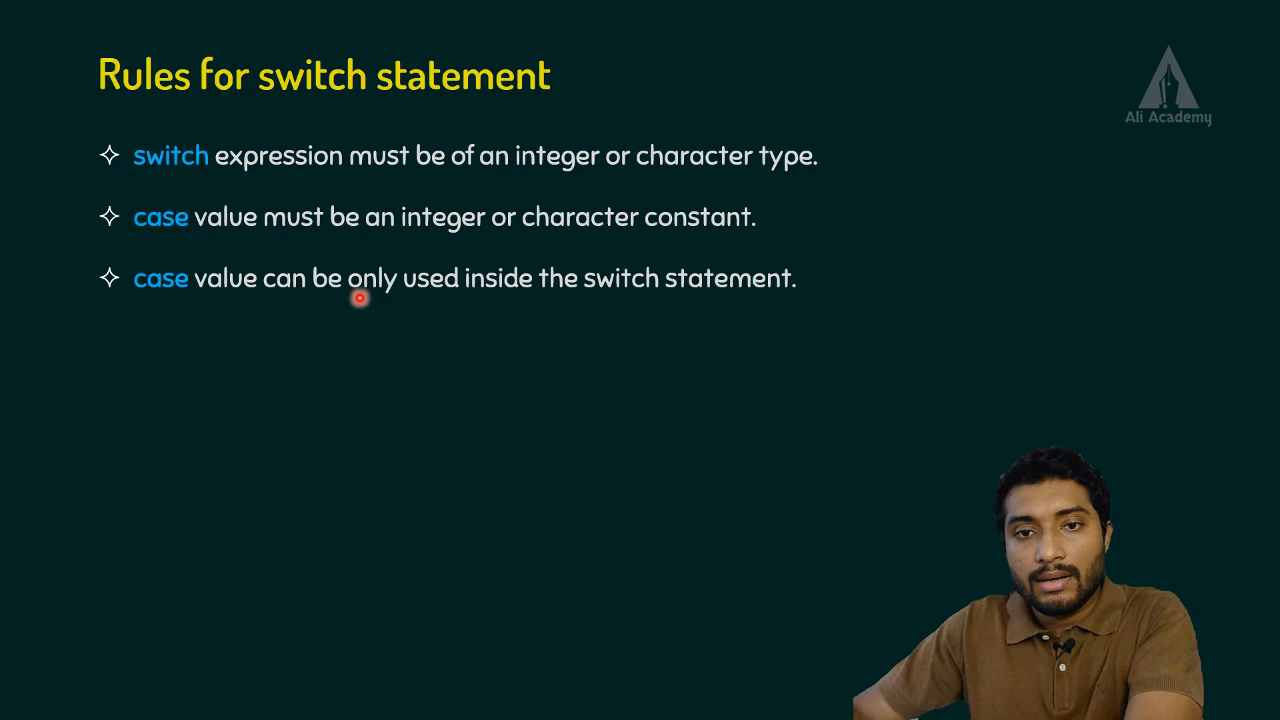 Rules for switch statement
Ali Academy
switch expression must be of an integer or character type.
case value must be an integer or character constant.
case value can be only used inside the switch statement.